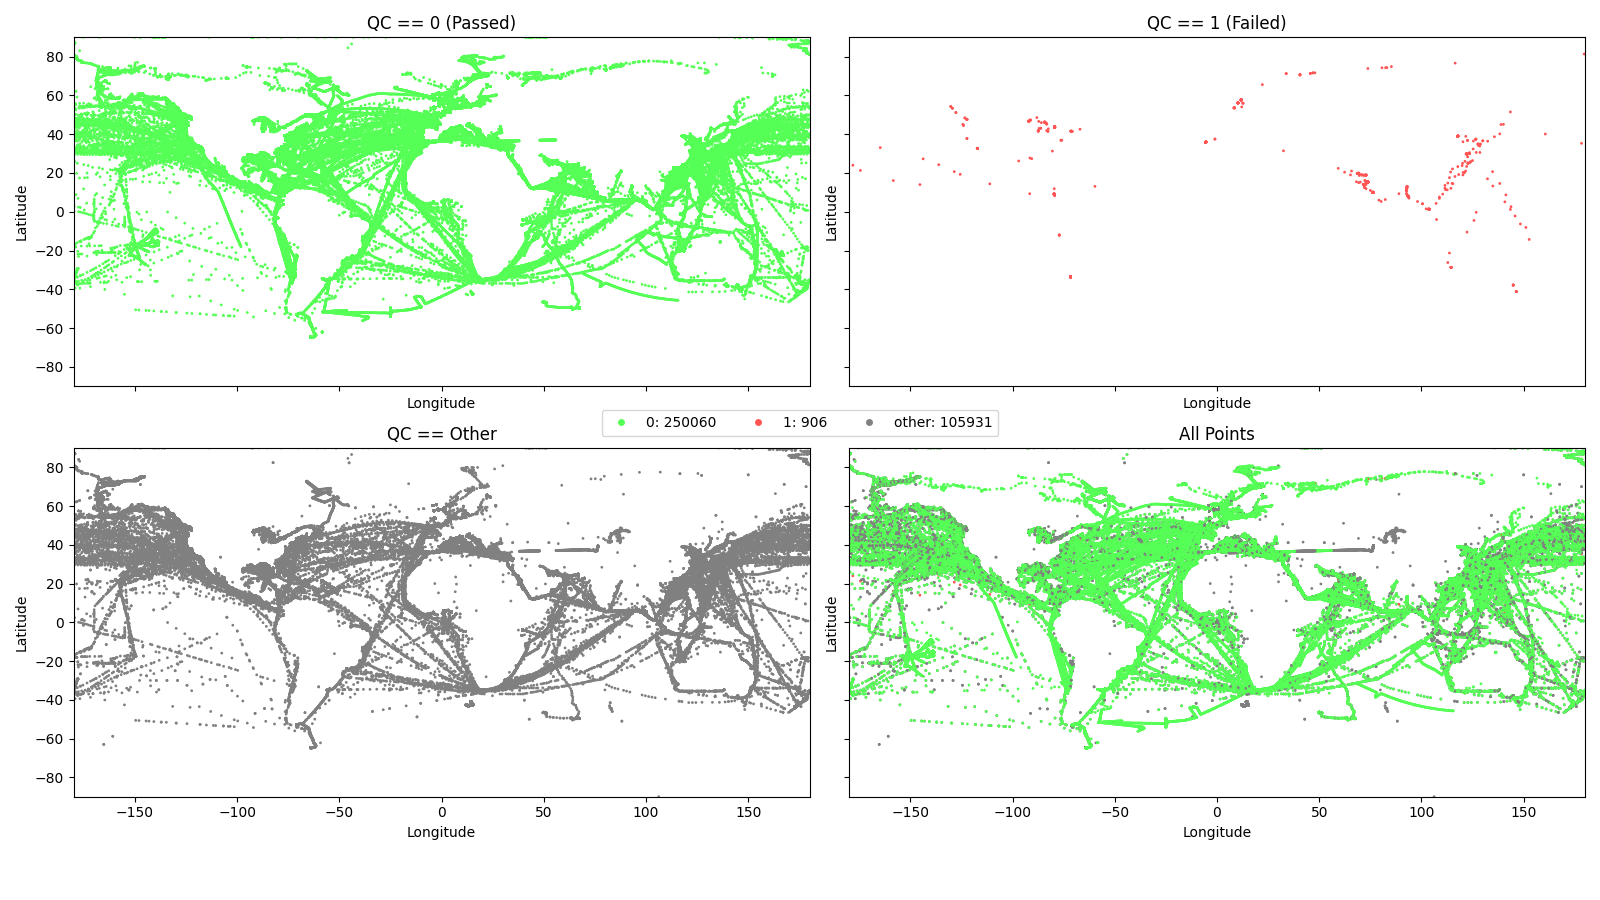 QC == 0 (Passed)
QC == 1 (Failed)
80
60
40
20
0
−20
−40
−60
−80
Latitude
Latitude
Longitude
Longitude
0: 250060
1: 906
other: 105931
QC == Other
All Points
80
60
40
20
0
−20
−40
−60
−80
Latitude
Latitude
−150
−100
−50
0
50
100
150
−150
−100
−50
0
50
100
150
Longitude
Longitude